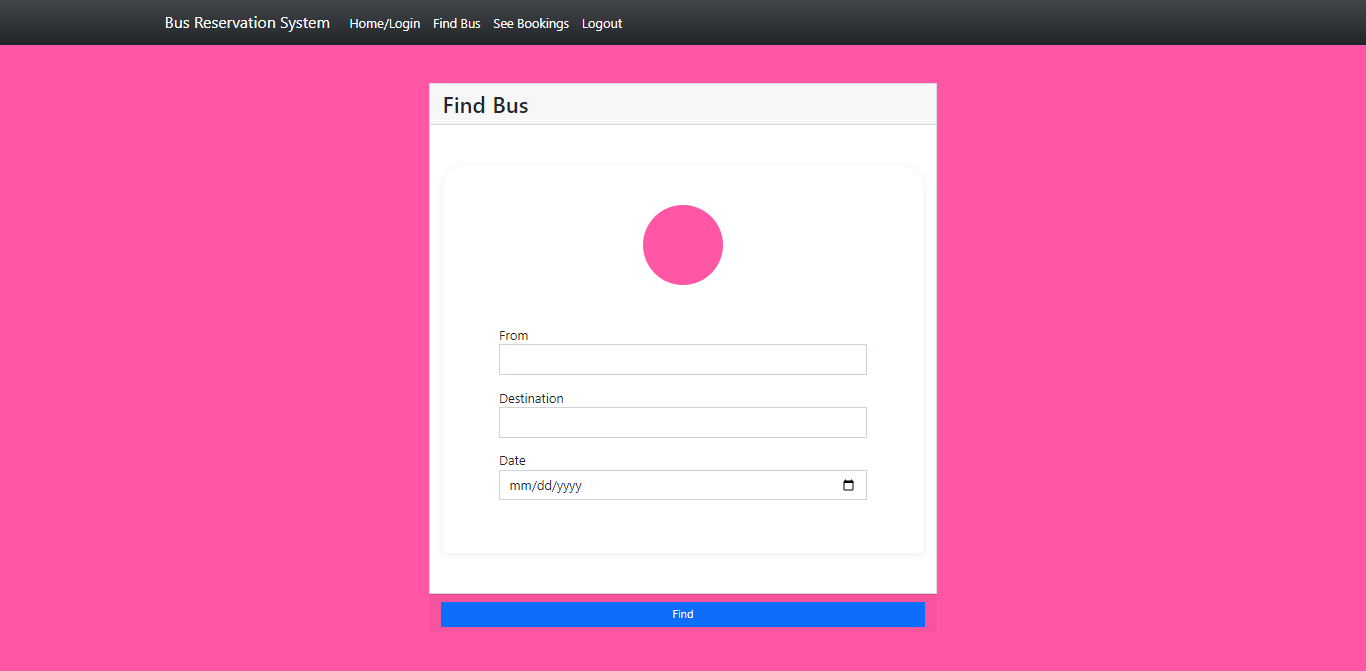 Bus Reservation System Home/Login Find Bus See Bookings Logout
Find Bus
From
Destination
Date
mm/dd/yyyy
Find